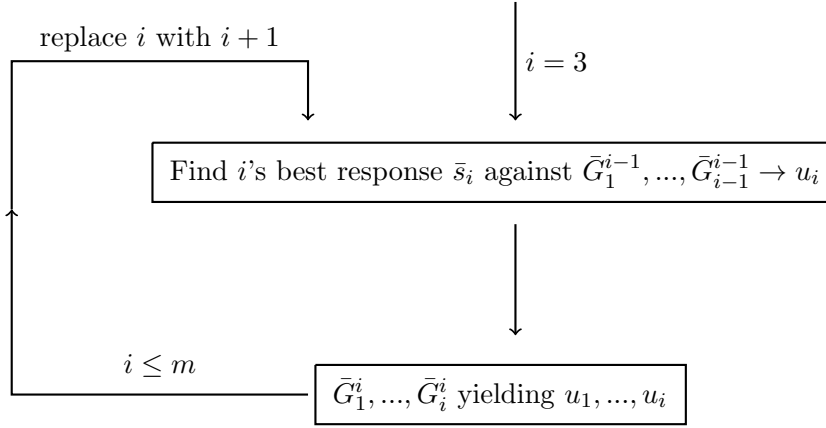 replace i with i + 1
i = 3
Find i's best response s̄ᵢ against Ḡ₁ⁱ⁻¹, ..., Ḡᵢ₋₁ⁱ⁻¹ → uᵢ
i ≤ m
Ḡ₁ⁱ, ..., Ḡᵢⁱ yielding u₁, ..., uᵢ